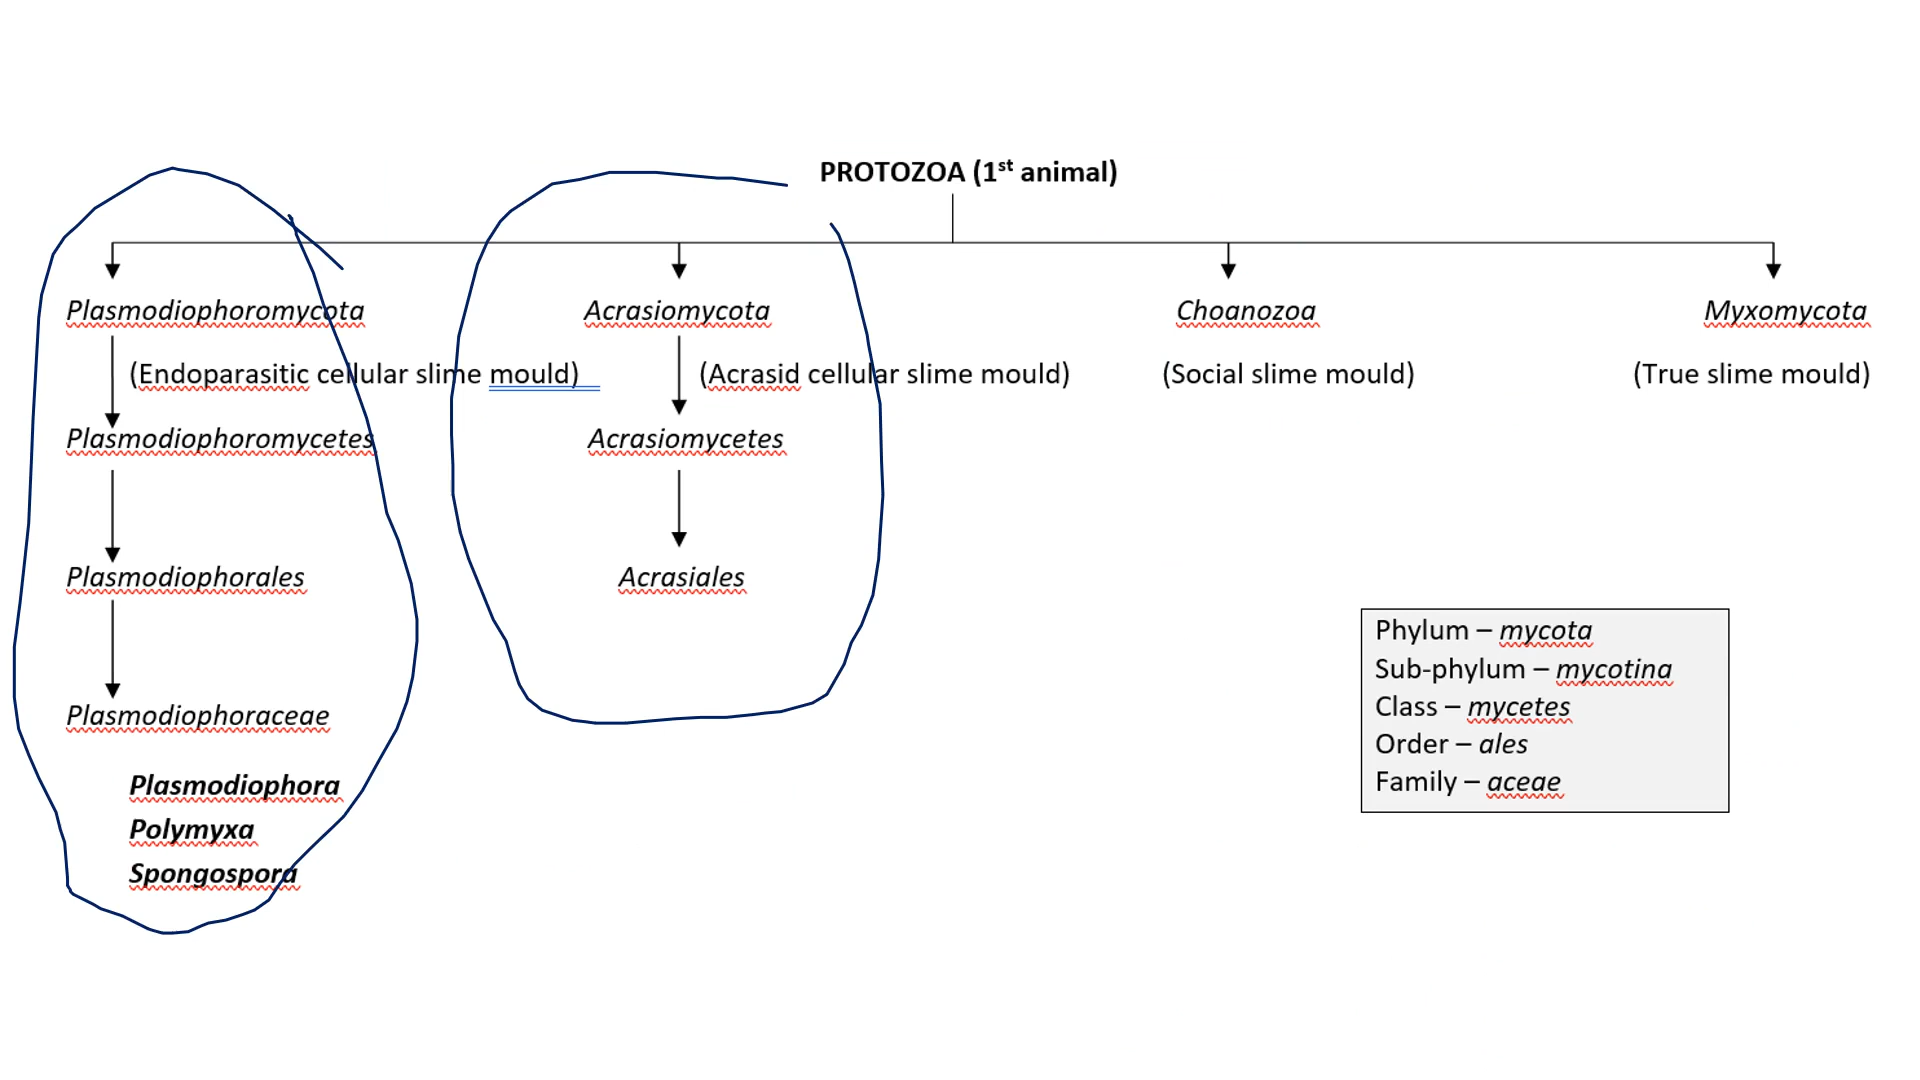 PROTOZOA (1st animal)
Plasmodiophoromycota Acrasiomycota Choanozoa Myxomycota
(Endoparasitic cellular slime mould) (Acrasid cellular slime mould) (Social slime mould) (True slime mould)
Plasmodiophoromycetes Acrasiomycetes
Plasmodiophorales Acrasiales
Plasmodiophoraceae
Plasmodiophora
Polymyxa
Spongospora
Phylum – mycota
Sub-phylum – mycotina
Class – mycetes
Order – ales
Family – aceae